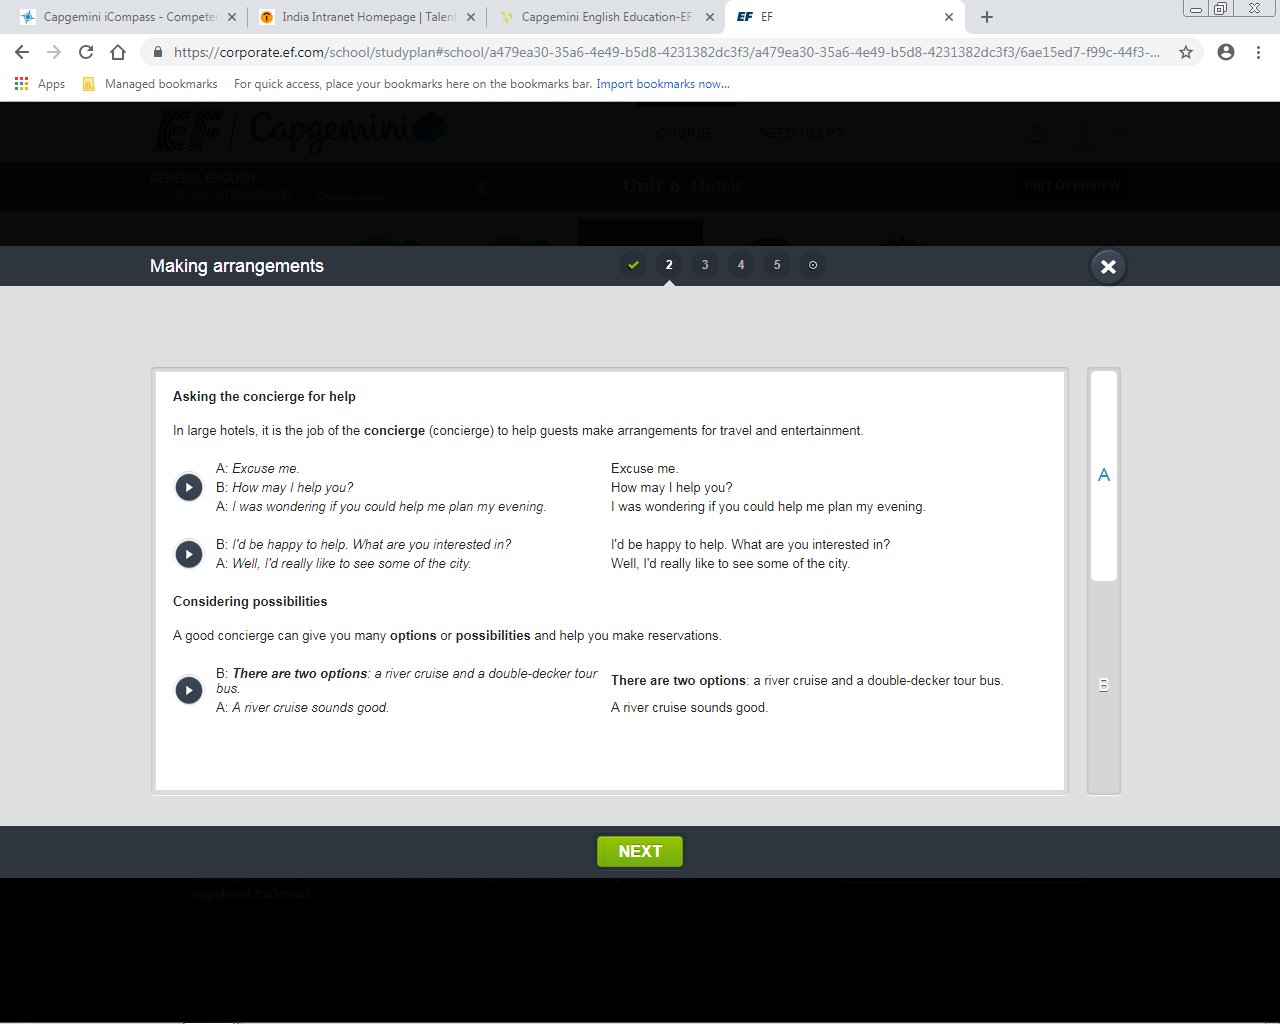 Capgemini iCompass - Competen
India Intranet Homepage | Talent
Capgemini English Education-EF
EF EF
https://corporate.ef.com/school/studyplan#school/a479ea30-35a6-4e49-b5d8-4231382dc3f3/a479ea30-35a6-4e49-b5d8-4231382dc3f3/6ae15ed7-f99c-44f3-...
Apps Managed bookmarks For quick access, place your bookmarks here on the bookmarks bar. Import bookmarks now...
EF Capgemini COURSE NEED HELP?
GENERAL ENGLISH
Unit 6 Hotels UNIT OVERVIEW
Change course
Making arrangements 2 3 4 5
Asking the concierge for help
In large hotels, it is the job of the concierge (concierge) to help guests make arrangements for travel and entertainment.
A: Excuse me. Excuse me.
B: How may I help you? How may I help you?
A: I was wondering if you could help me plan my evening. I was wondering if you could help me plan my evening.
A
B: I'd be happy to help. What are you interested in? I'd be happy to help. What are you interested in?
A: Well, I'd really like to see some of the city. Well, I'd really like to see some of the city.
Considering possibilities
A good concierge can give you many options or possibilities and help you make reservations.
B: There are two options: a river cruise and a double-decker tour
bus.
There are two options: a river cruise and a double-decker tour bus.
A: A river cruise sounds good. A river cruise sounds good.
B
NEXT
registered trademark